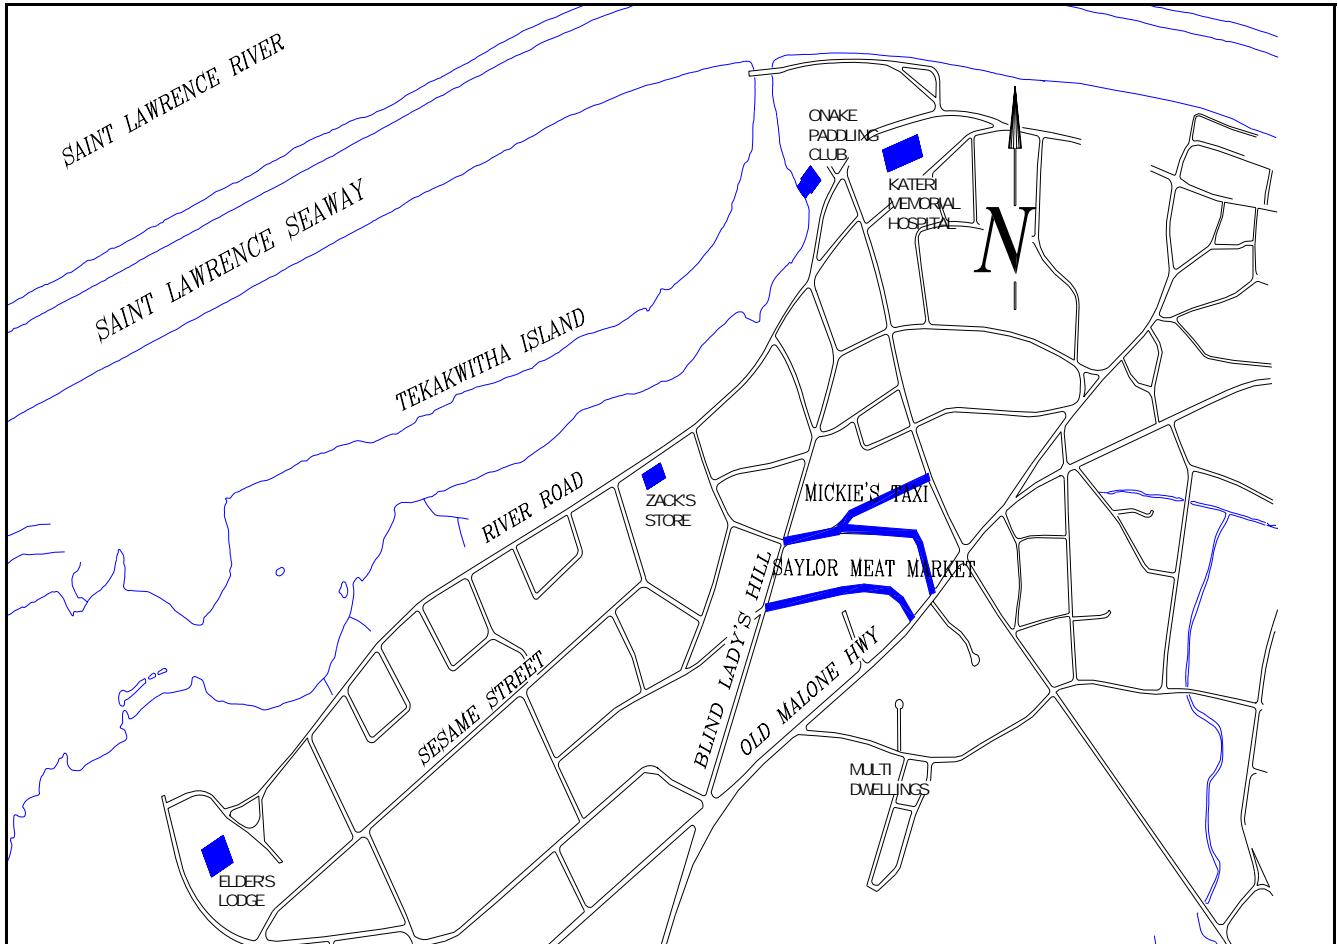 SAINT LAWRENCE RIVER
ONAKE
PADDLING
CLUB
KATERI
MEMORIAL
HOSPITAL
SAINT LAWRENCE SEAWAY
N
TEKAKWITHA ISLAND
RIVER ROAD
ZACK'S
STORE
MICKIE'S TAXI
SAYLOR MEAT MARKET
BLIND LADY'S HILL
OLD MALONE HWY
SESAME STREET
MULTI
DWELLINGS
ELDER'S
LODGE